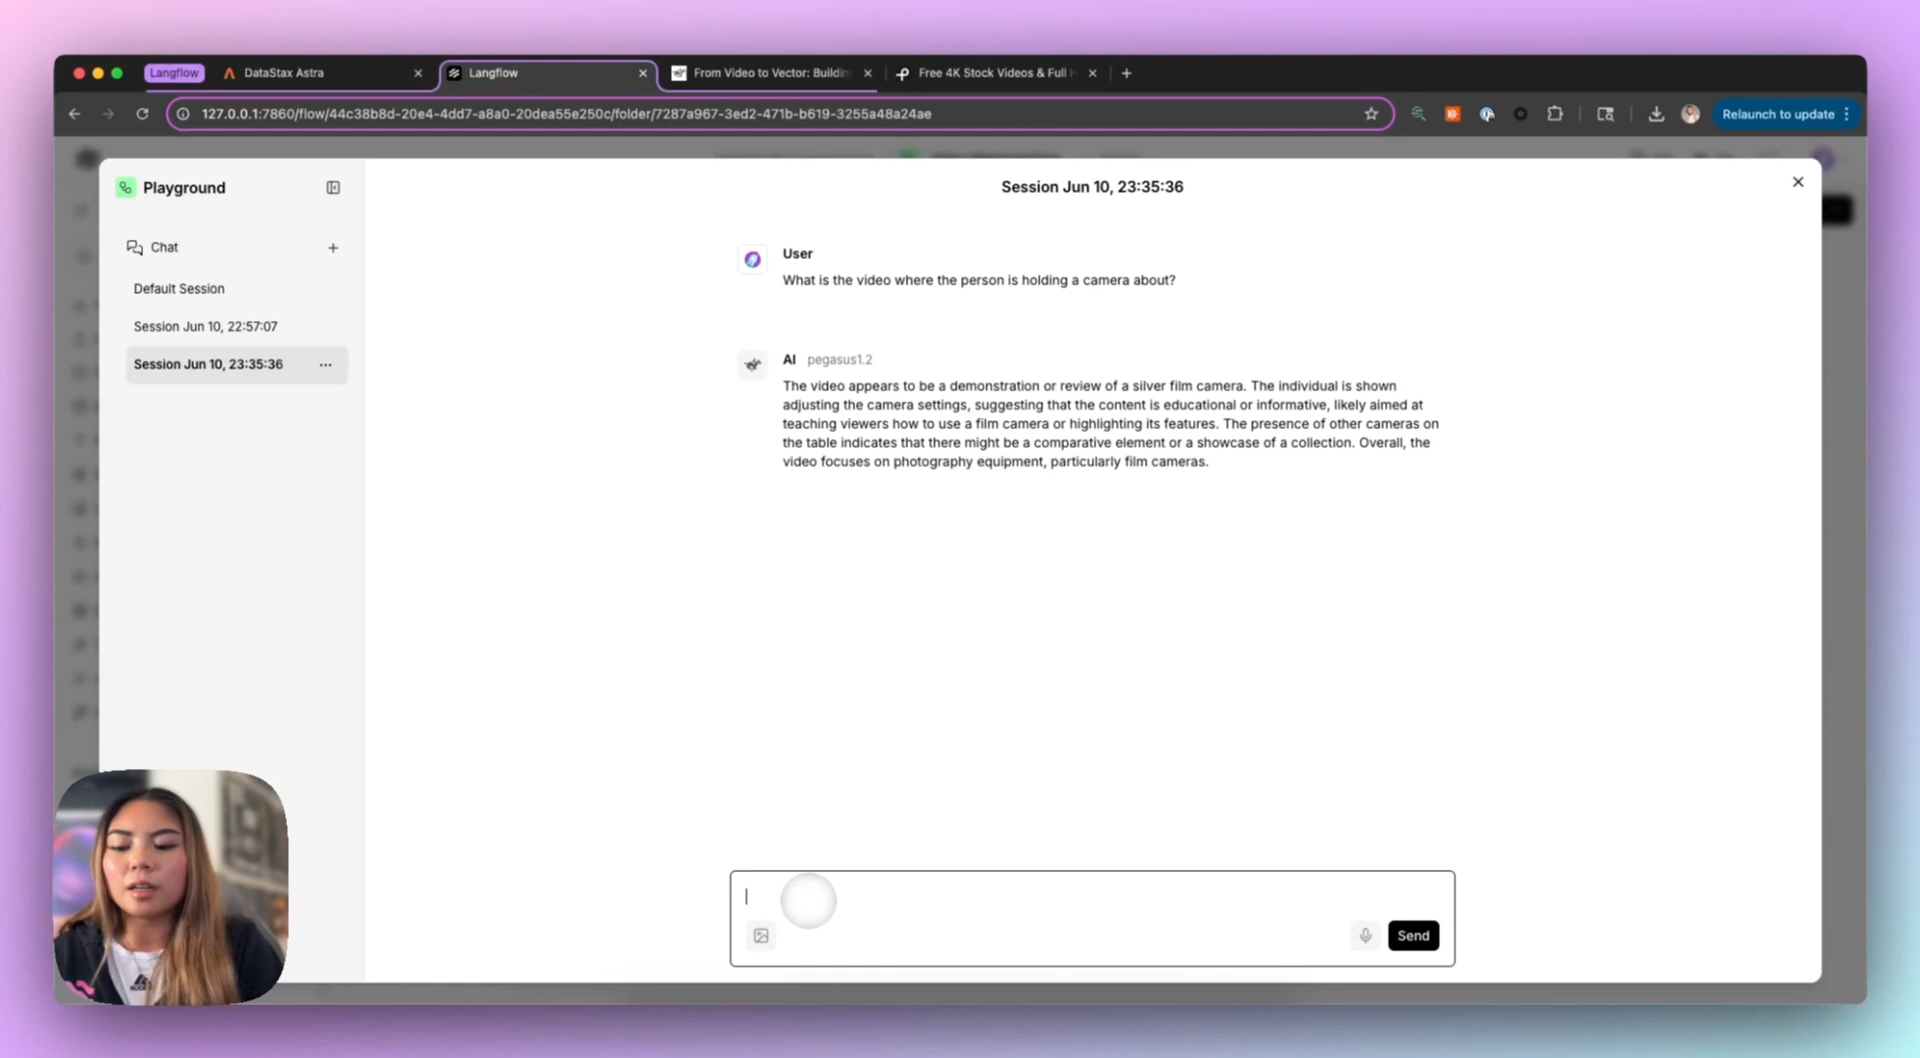 Langflow
DataStax Astra
Langflow
From Video to Vector: Buildin
Free 4K Stock Videos & Full H
127.0.0.1:7860/flow/44c38b8d-20e4-4dd7-a8a0-20dea55e250c/folder/7287a967-3ed2-471b-b619-3255a48a24ae
Relaunch to update
Playground
Session Jun 10, 23:35:36
Chat
Default Session
Session Jun 10, 22:57:07
Session Jun 10, 23:35:36
User
What is the video where the person is holding a camera about?
AI pegasus1.2
The video appears to be a demonstration or review of a silver film camera. The individual is shown
adjusting the camera settings, suggesting that the content is educational or informative, likely aimed at
teaching viewers how to use a film camera or highlighting its features. The presence of other cameras on
the table indicates that there might be a comparative element or a showcase of a collection. Overall, the
video focuses on photography equipment, particularly film cameras.
Send